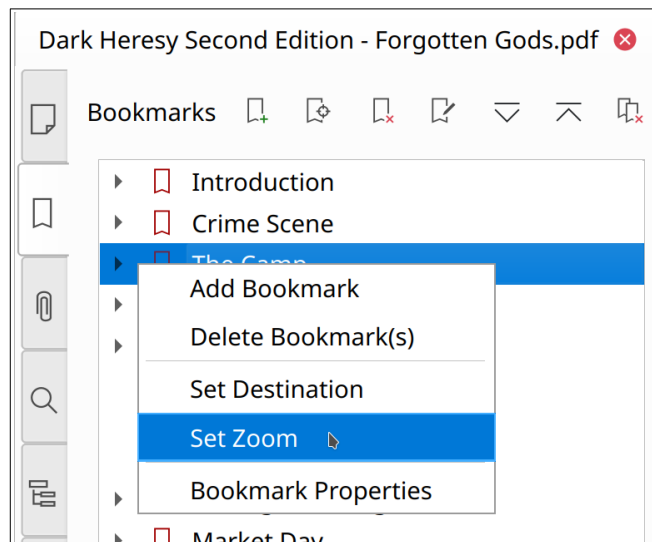 Dark Heresy Second Edition - Forgotten Gods.pdf
Bookmarks
Introduction
Crime Scene
The Camp
Add Bookmark
Delete Bookmark(s)
Set Destination
Set Zoom
Bookmark Properties
Market Day